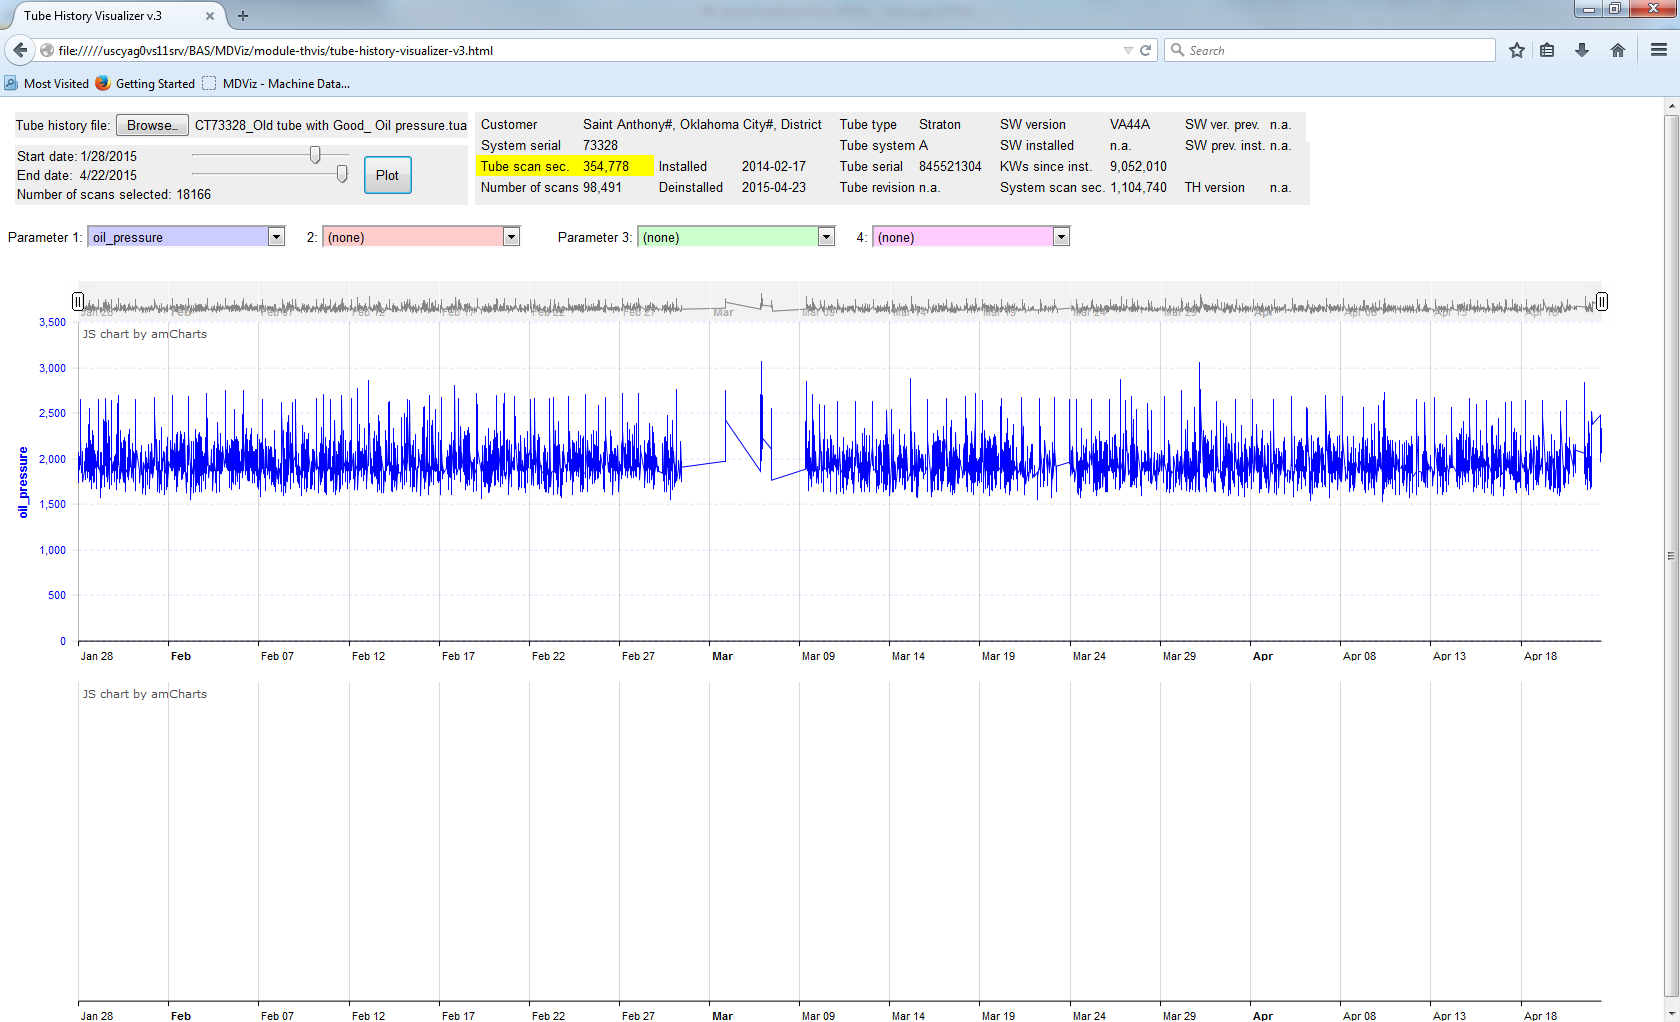 Tube History Visualizer v.3
file://///uscyag0vs11srv/BAS/MDViz/module-thvis/tube-history-visualizer-v3.html
Search
Most Visited Getting Started MDViz - Machine Data...
Tube history file: Browse... CT73328_Old tube with Good_ Oil pressure.tua
Start date: 1/28/2015
End date: 4/22/2015
Plot
Number of scans selected: 18166
Customer Saint Anthony#, Oklahoma City#, District Tube type Straton SW version VA44A SW ver. prev. n.a.
System serial 73328 Tube system A SW installed n.a. SW prev. inst. n.a.
Tube scan sec. 354,778 Installed 2014-02-17 Tube serial 845521304 KWs since inst. 9,052,010
Number of scans 98,491 Deinstalled 2015-04-23 Tube revision n.a. System scan sec. 1,104,740 TH version n.a.
Parameter 1: oil_pressure 2: (none) Parameter 3: (none) 4: (none)
Jan 28 Feb Feb 07 Feb 12 Feb 17 Feb 22 Feb 27 Mar Mar 09 Mar 14 Mar 19 Mar 24 Mar 29 Apr Apr 08 Apr 13 Apr 18
JS chart by amCharts
3,500
3,000
2,500
2,000
1,500
1,000
500
0
oil_pressure
Jan 28 Feb Feb 07 Feb 12 Feb 17 Feb 22 Feb 27 Mar Mar 09 Mar 14 Mar 19 Mar 24 Mar 29 Apr Apr 08 Apr 13 Apr 18
JS chart by amCharts
Jan 28 Feb Feb 07 Feb 12 Feb 17 Feb 22 Feb 27 Mar Mar 09 Mar 14 Mar 19 Mar 24 Mar 29 Apr Apr 08 Apr 13 Apr 18